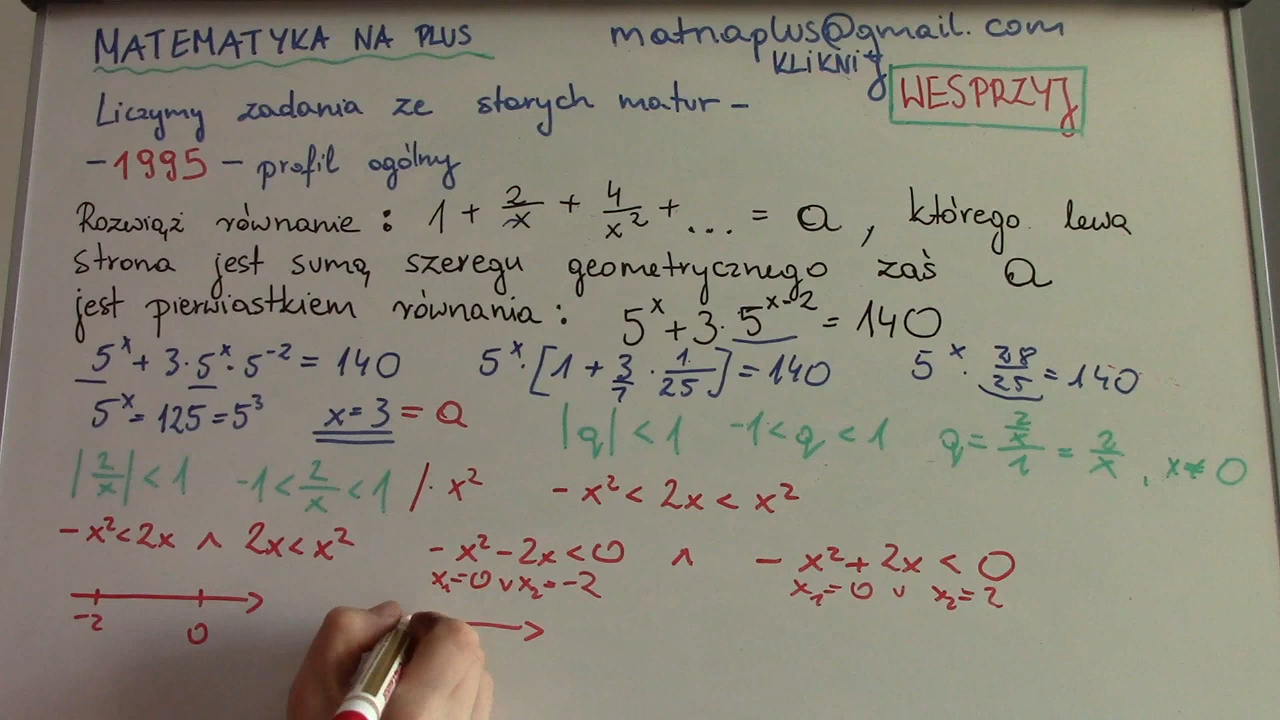 MATEMATYKA NA PLUS
matnaplus@gmail.com
KLIKNIJ
WESPRZYJ
Liczymy zadania ze starych matur -
- 1995 - profil ogólny
Rozwiąż równanie: 1 + 2/x + 4/x² + ... = a, którego lewa
strona jest sumą szeregu geometrycznego zaś a
jest pierwiastkiem równania: 5^x + 3·5^(x-2) = 140
5^x + 3·5^x·5^-2 = 140 5^x·[1 + 3/1 · 1/25] = 140 5^x · 28/25 = 140
5^x = 125 = 5³ x = 3 = a |q| < 1 -1 < q < 1 q = (2/x)/1 = 2/x, x ≠ 0
|2/x| < 1 -1 < 2/x < 1 /· x² -x² < 2x < x²
-x² < 2x ∧ 2x < x² -x² - 2x < 0 ∧ -x² + 2x < 0
x₁=0 ∨ x₂=-2 x₁=0 ∨ x₂=2
-2 0